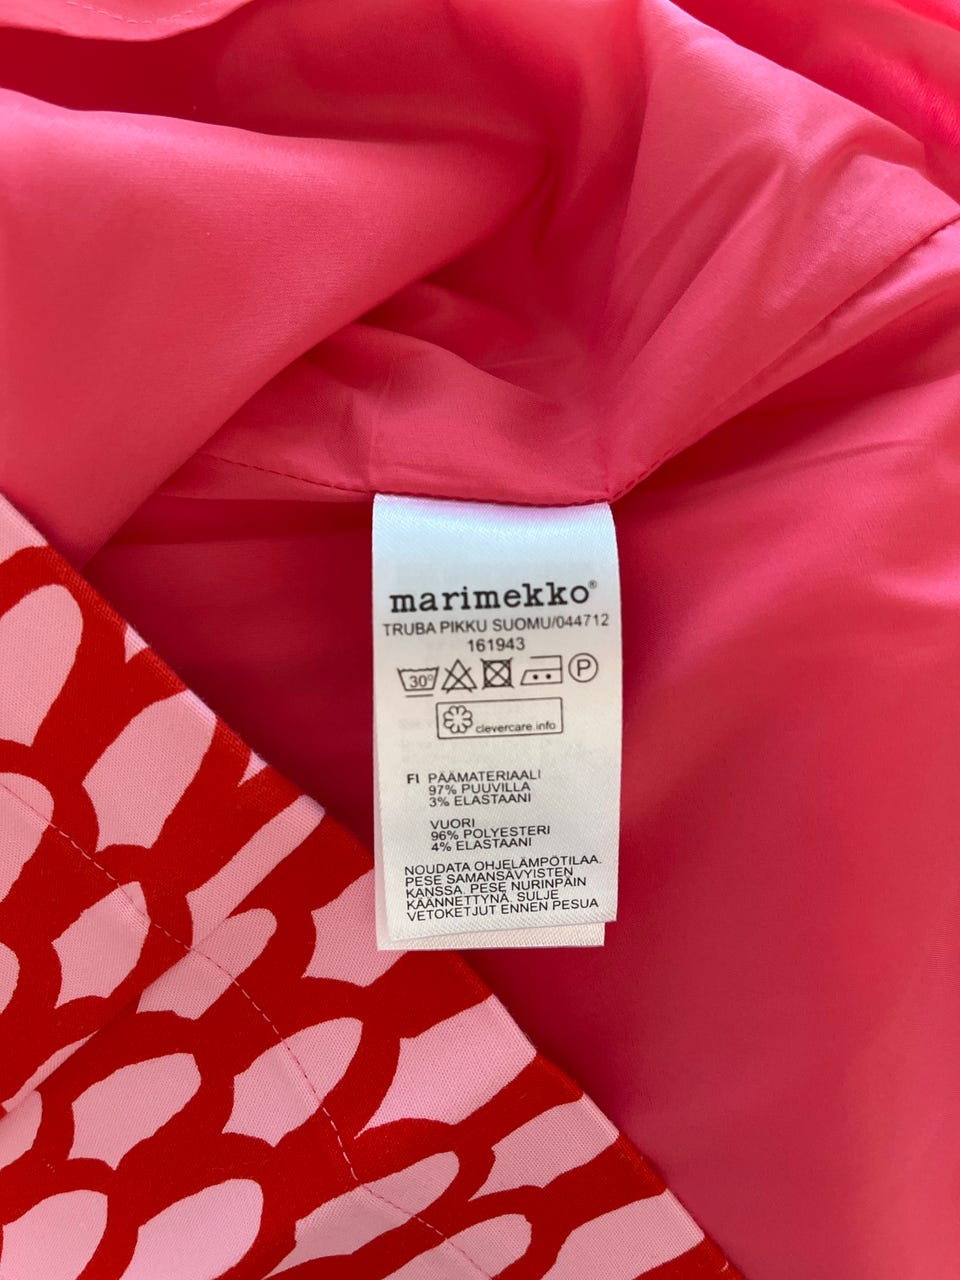 marimekko®
TRUBA PIKKU SUOMU/044712
161943
30° P
clevercare.info
FI PÄÄMATERIAALI
97% PUUVILLA
3% ELASTAANI
VUORI
96% POLYESTERI
4% ELASTAANI
NOUDATA OHJELÄMPÖTILAA.
PESE SAMANSÄVYISTEN
KANSSA. PESE NURINPÄIN
KÄÄNNETTYNÄ. SULJE
VETOKETJUT ENNEN PESUA